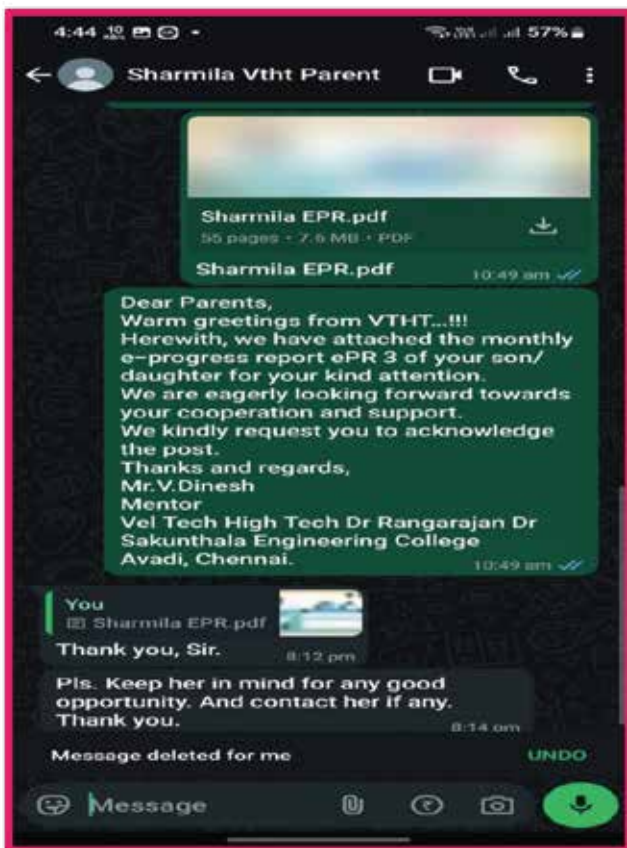 4:44
57%
Sharmila Vtht Parent
Sharmila EPR.pdf
55 pages • 7.6 MB • PDF
Sharmila EPR.pdf
10:49 am
Dear Parents,
Warm greetings from VTHT...!!!
Herewith, we have attached the monthly
e-progress report ePR 3 of your son/
daughter for your kind attention.
We are eagerly looking forward towards
your cooperation and support.
We kindly request you to acknowledge
the post.
Thanks and regards,
Mr.V.Dinesh
Mentor
Vel Tech High Tech Dr Rangarajan Dr
Sakunthala Engineering College
Avadi, Chennai.
10:49 am
You
Sharmila EPR.pdf
Thank you, Sir.
8:12 pm
Pls. Keep her in mind for any good
opportunity. And contact her if any.
Thank you.
8:14 pm
Message deleted for me UNDO
Message